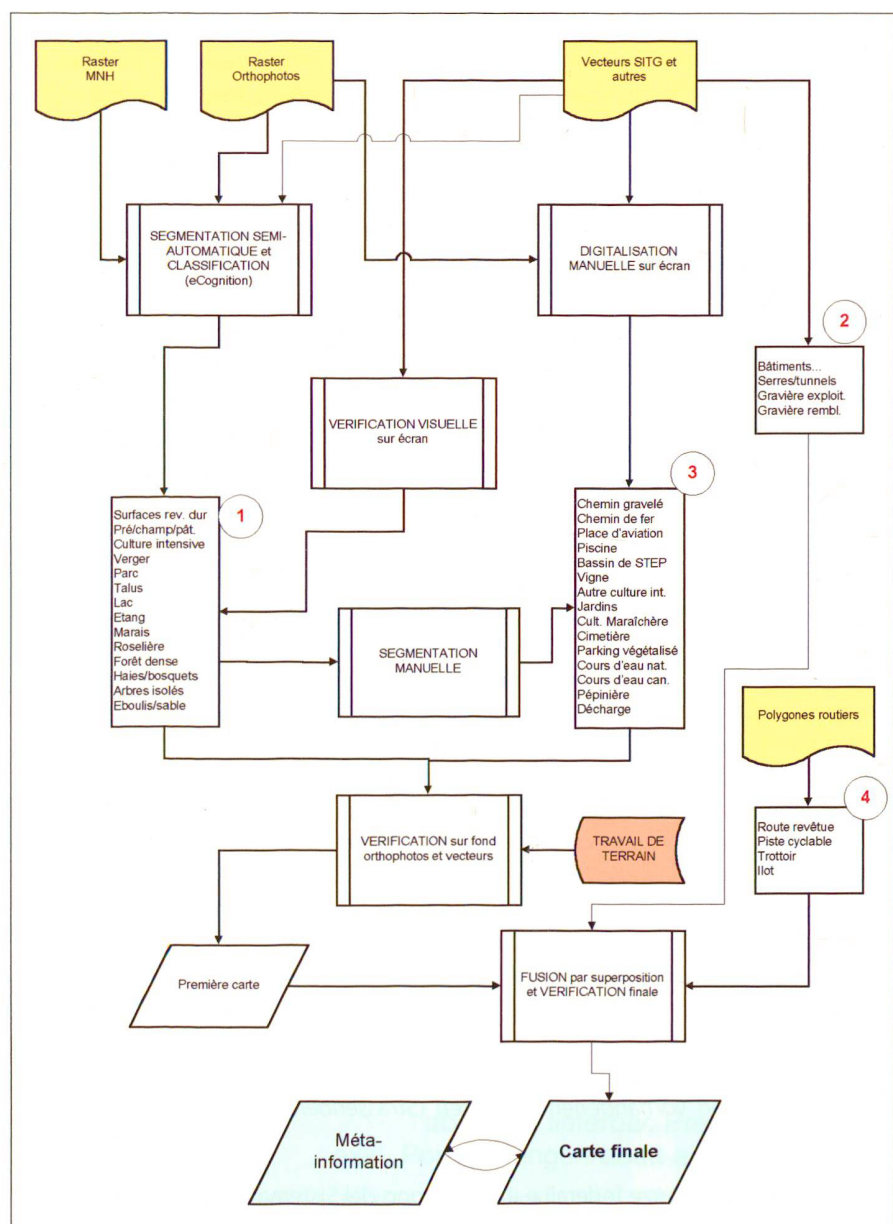 Raster
MNH
Raster
Orthophotos
Vecteurs SITG et
autres
SEGMENTATION SEMI-
AUTOMATIQUE et
CLASSIFICATION
(eCognition)
DIGITALISATION
MANUELLE sur écran
2
Bâtiments...
Serres/tunnels
Gravière exploit.
Gravière rembl.
VERIFICATION VISUELLE
sur écran
1
Surfaces rev. dur
Pré/champ/pât.
Culture intensive
Verger
Parc
Talus
Lac
Etang
Marais
Roselière
Forêt dense
Haies/bosquets
Arbres isolés
Eboulis/sable
3
Chemin gravelé
Chemin de fer
Place d'aviation
Piscine
Bassin de STEP
Vigne
Autre culture int.
Jardins
Cult. Maraîchère
Cimetière
Parking végétalisé
Cours d'eau nat.
Cours d'eau can.
Pépinière
Décharge
SEGMENTATION
MANUELLE
Polygones routiers
4
Route revêtue
Piste cyclable
Trottoir
Ilot
VERIFICATION sur fond
orthophotos et vecteurs
TRAVAIL DE
TERRAIN
Première carte
FUSION par superposition
et VERIFICATION finale
Méta-
information
Carte finale